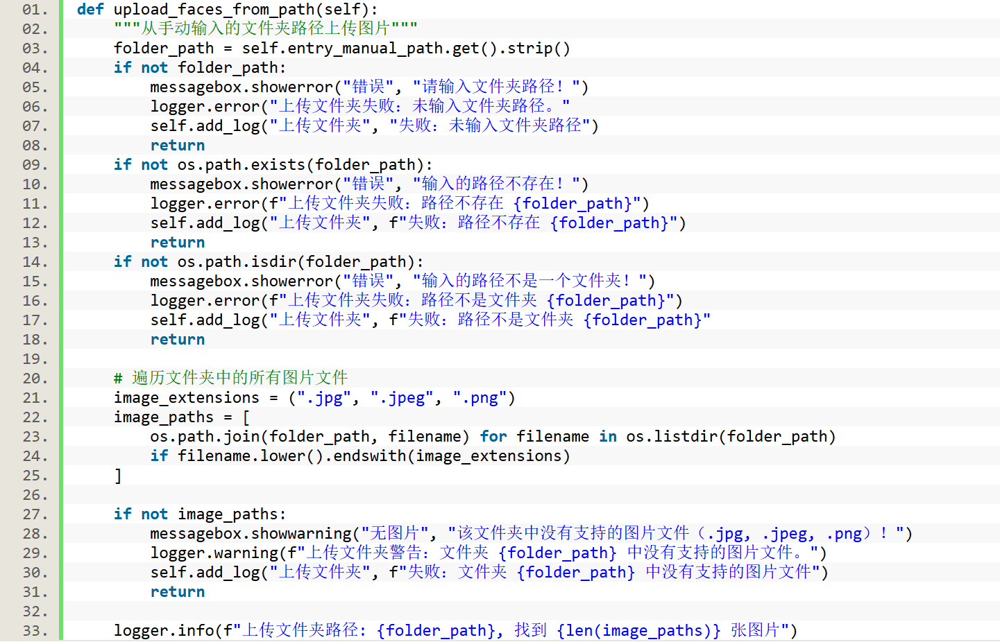 01. def upload_faces_from_path(self):
02.     """从手动输入的文件夹路径上传图片"""
03.     folder_path = self.entry_manual_path.get().strip()
04.     if not folder_path:
05.         messagebox.showerror("错误", "请输入文件夹路径！")
06.         logger.error("上传文件夹失败：未输入文件夹路径。"
07.         self.add_log("上传文件夹", "失败：未输入文件夹路径")
08.         return
09.     if not os.path.exists(folder_path):
10.         messagebox.showerror("错误", "输入的路径不存在！")
11.         logger.error(f"上传文件夹失败：路径不存在 {folder_path}")
12.         self.add_log("上传文件夹", f"失败：路径不存在 {folder_path}")
13.         return
14.     if not os.path.isdir(folder_path):
15.         messagebox.showerror("错误", "输入的路径不是一个文件夹！")
16.         logger.error(f"上传文件夹失败：路径不是文件夹 {folder_path}")
17.         self.add_log("上传文件夹", f"失败：路径不是文件夹 {folder_path}"
18.         return
19.
20.     # 遍历文件夹中的所有图片文件
21.     image_extensions = (".jpg", ".jpeg", ".png")
22.     image_paths = [
23.         os.path.join(folder_path, filename) for filename in os.listdir(folder_path)
24.         if filename.lower().endswith(image_extensions)
25.     ]
26.
27.     if not image_paths:
28.         messagebox.showwarning("无图片", "该文件夹中没有支持的图片文件（.jpg, .jpeg, .png）！")
29.         logger.warning(f"上传文件夹警告：文件夹 {folder_path} 中没有支持的图片文件。")
30.         self.add_log("上传文件夹", f"失败：文件夹 {folder_path} 中没有支持的图片文件")
31.         return
32.
33.     logger.info(f"上传文件夹路径: {folder_path}, 找到 {len(image_paths)} 张图片")